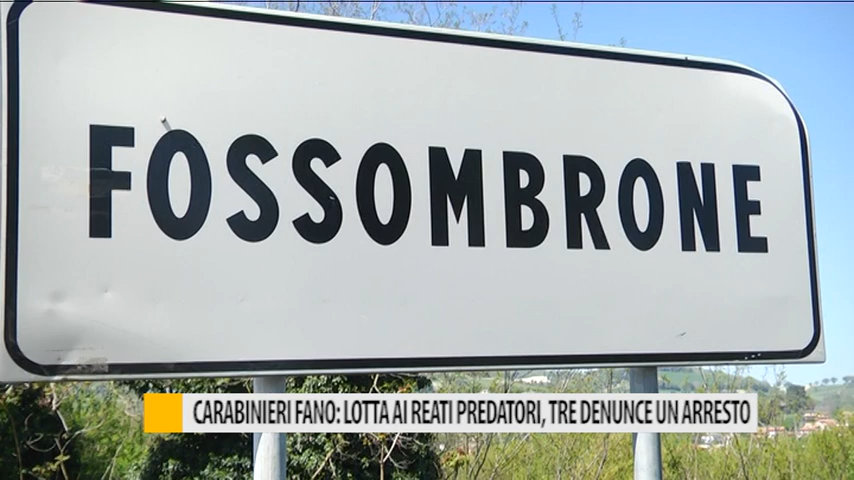 FOSSOMBRONE
CARABINIERI FANO: LOTTA AI REATI PREDATORI, TRE DENUNCE UN ARRESTO